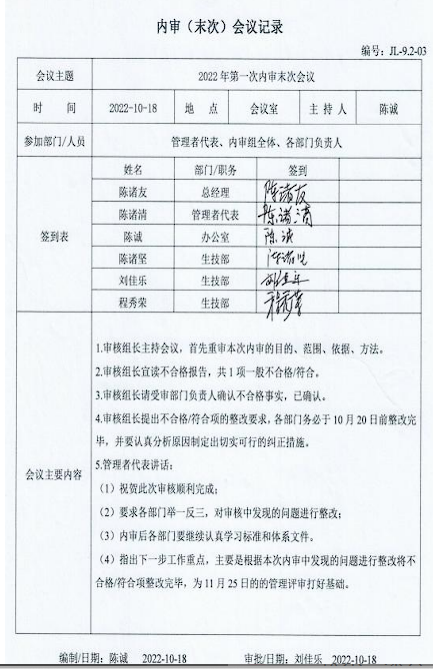 内审（末次）会议记录
编号：JL-9.2-03
会议主题 2022年第一次内审末次会议
时 间 2022-10-18 地 点 会议室 主 持 人 陈诚
参加部门/人员 管理者代表、内审组全体、各部门负责人
签到表 姓名 部门/职务 签到
陈诸友 总经理 陈诸友
陈诸清 管理者代表 陈诸清
陈诚 办公室 陈诚
陈诸坚 生技部
刘佳乐 生技部
程秀荣 生技部
会议主要内容
1.审核组长主持会议，首先重审本次内审的目的、范围、依据、方法。
2.审核组长宣读不合格报告，共1项一般不合格/符合。
3.审核组长请受审部门负责人确认不合格事实，已确认。
4.审核组长提出不合格/符合项的整改要求，各部门务必于10月20日前整改完
毕，并要认真分析原因制定出切实可行的纠正措施。
5.管理者代表讲话：
（1）祝贺此次审核顺利完成；
（2）要求各部门举一反三，对审核中发现的问题进行整改；
（3）内审后各部门要继续认真学习标准和体系文件。
（4）指出下一步工作重点，主要是根据本次内审中发现的问题进行整改将不
合格/符合项整改完毕，为11月25日的的管理评审打好基础。
编制/日期：陈诚 2022-10-18 审批/日期：刘佳乐 2022-10-18